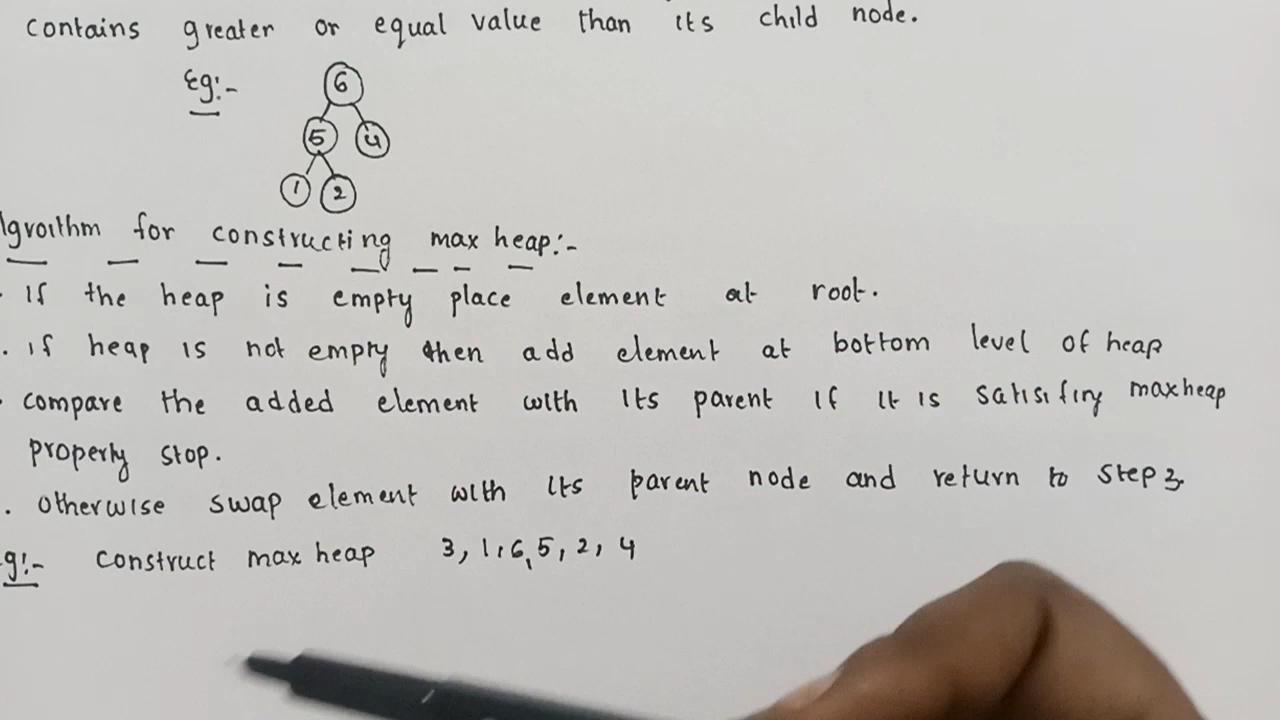 contains greater or equal value than its child node.
Eg:-
6
5 4
1 2
lgroithm for constructing max heap:-
. If the heap is empty place element at root.
. if heap is not empty then add element at bottom level of heap
. compare the added element with its parent if it is satisifiny maxheap
property stop.
. otherwise swap element with its parent node and return to step 3.
g:- construct max heap 3, 1, 6, 5, 2, 4